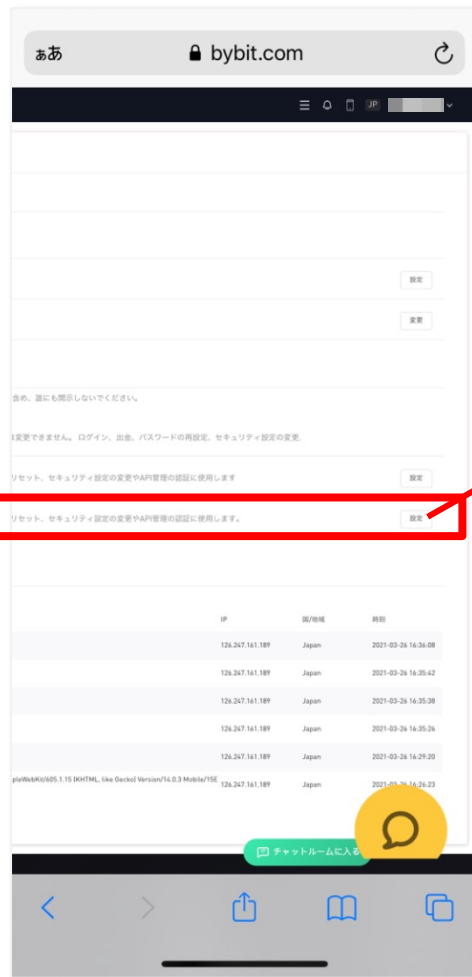 ぁあ bybit.com
JP
設定
変更
含め、誰にも開示しないでください。
は変更できません。 ログイン、出金、パスワードの再設定、セキュリティ設定の変更.
リセット、セキュリティ設定の変更やAPI管理の認証に使用します 設定
リセット、セキュリティ設定の変更やAPI管理の認証に使用します。 設定
IP 国/地域 時刻
126.247.161.189 Japan 2021-03-26 16:36:08
126.247.161.189 Japan 2021-03-26 16:35:42
126.247.161.189 Japan 2021-03-26 16:35:38
126.247.161.189 Japan 2021-03-26 16:35:26
126.247.161.189 Japan 2021-03-26 16:29:20
pleWebKit/605.1.15 (KHTML, like Gecko) Version/14.0.3 Mobile/15E 126.247.161.189 Japan 2021-03-26 16:26:23
チャットルームに入る